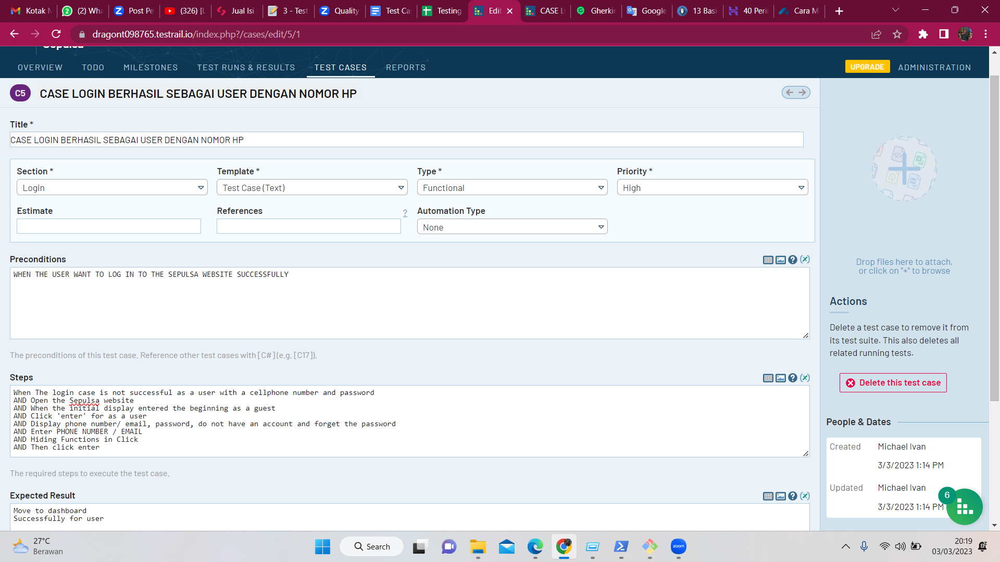 Kotak M
(2) Wha
Post Pe
(326) [L
Jual Isi
3 - Test
Quality
Test Ca
Testing
Edit
CASE LO
Gherkin
Google
13 Basi
40 Peri
Cara M
dragont098765.testrail.io/index.php?/cases/edit/5/1
OVERVIEW TODO MILESTONES TEST RUNS & RESULTS TEST CASES REPORTS UPGRADE ADMINISTRATION
C5 CASE LOGIN BERHASIL SEBAGAI USER DENGAN NOMOR HP
Title *
CASE LOGIN BERHASIL SEBAGAI USER DENGAN NOMOR HP
Section * Template * Type * Priority *
Login Test Case (Text) Functional High
Estimate References ? Automation Type
None
Preconditions
WHEN THE USER WANT TO LOG IN TO THE SEPULSA WEBSITE SUCCESSFULLY
The preconditions of this test case. Reference other test cases with [C#] (e.g. [C17]).
Steps
When The login case is not successful as a user with a cellphone number and password
AND Open the Sepulsa website
AND When the initial display entered the beginning as a guest
AND Click 'enter' for as a user
AND Display phone number/ email, password, do not have an account and forget the password
AND Enter PHONE NUMBER / EMAIL
AND Hiding Functions in Click
AND Then click enter
The required steps to execute the test case.
Expected Result
Move to dashboard
Successfully for user
Drop files here to attach,
or click on "+" to browse
Actions
Delete a test case to remove it from
its test suite. This also deletes all
related running tests.
Delete this test case
People & Dates
Created Michael Ivan
3/3/2023 1:14 PM
Updated Michael Ivan
3/3/2023 1:14 PM
6
27°C
Berawan
Search
zoom
20:19
03/03/2023